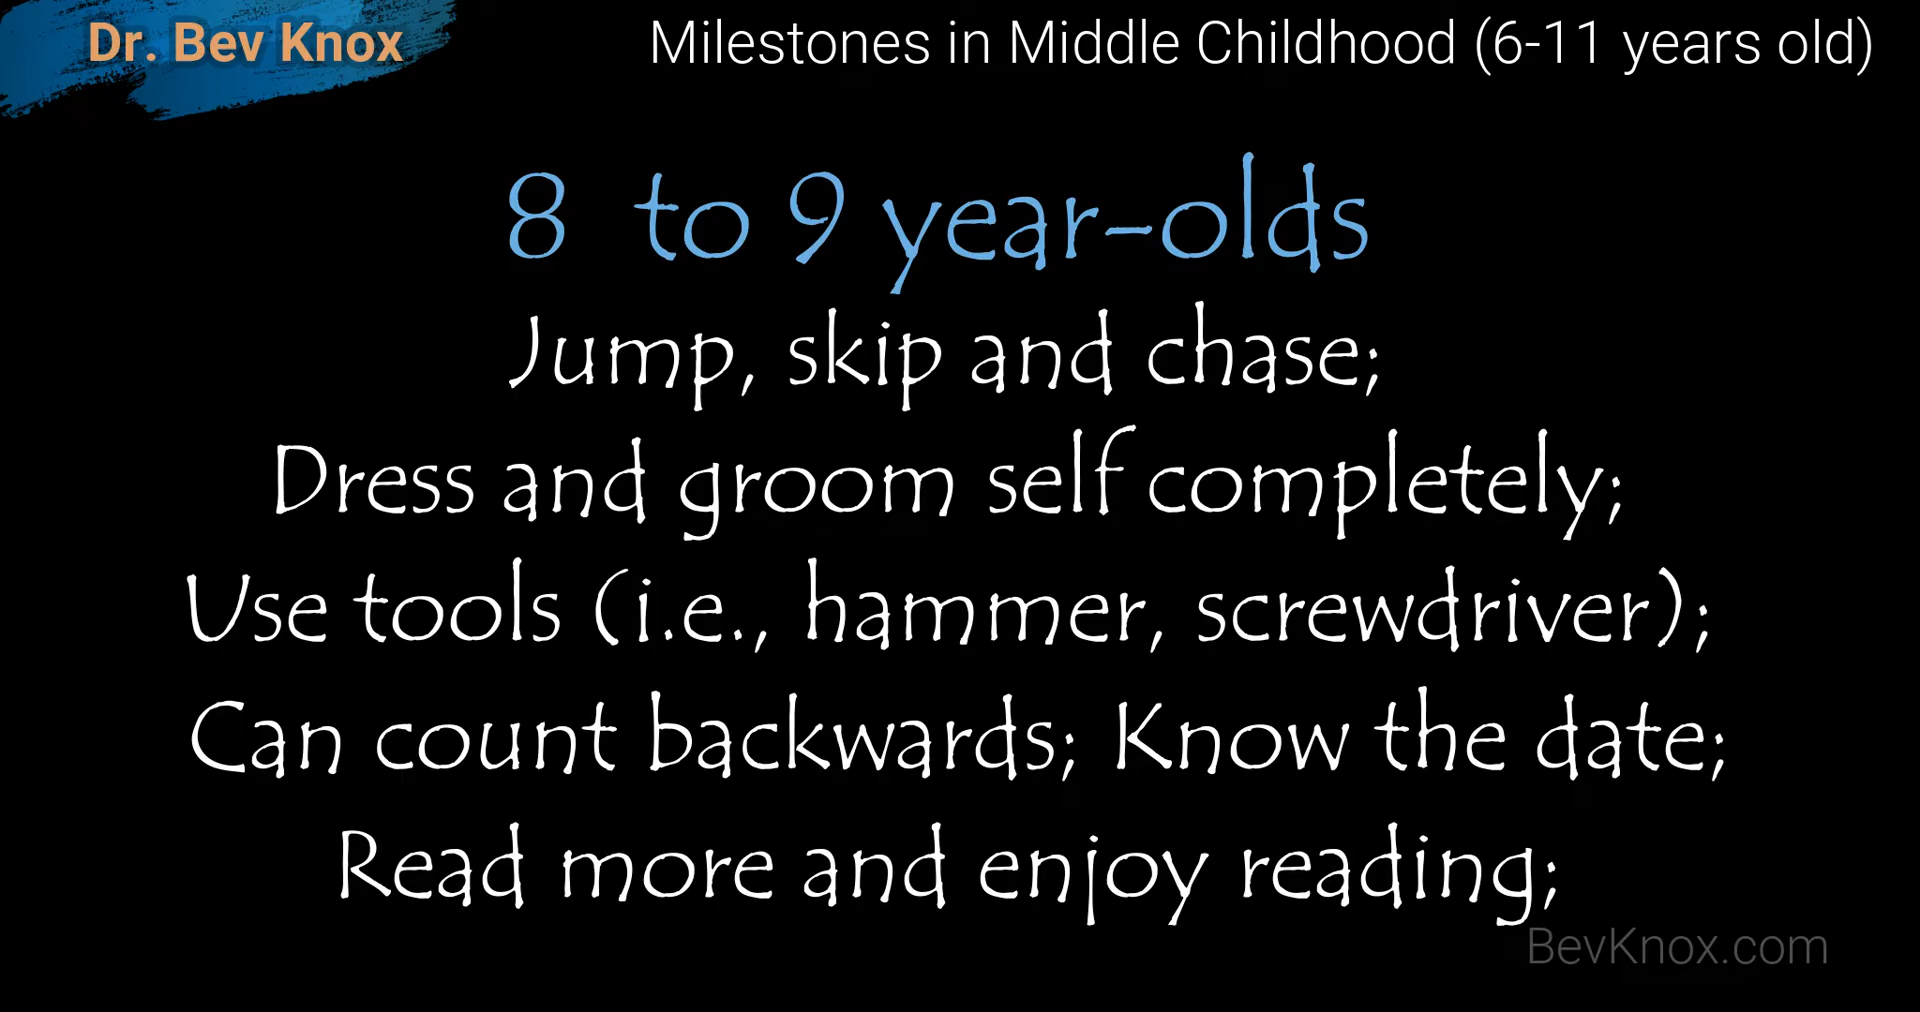 Dr. Bev Knox
Milestones in Middle Childhood (6-11 years old)
8 to 9 year-olds
Jump, skip and chase;
Dress and groom self completely;
Use tools (i.e., hammer, screwdriver);
Can count backwards; Know the date;
Read more and enjoy reading;
BevKnox.com